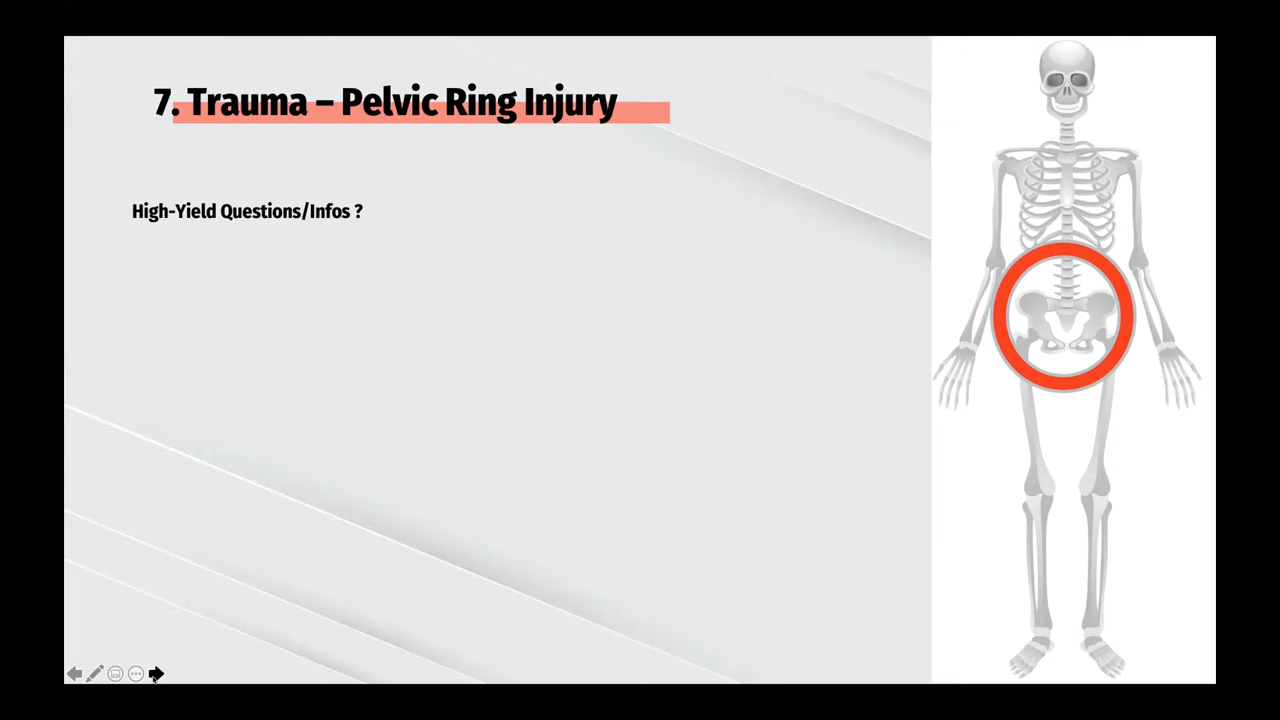 7. Trauma – Pelvic Ring Injury
High-Yield Questions/Infos ?